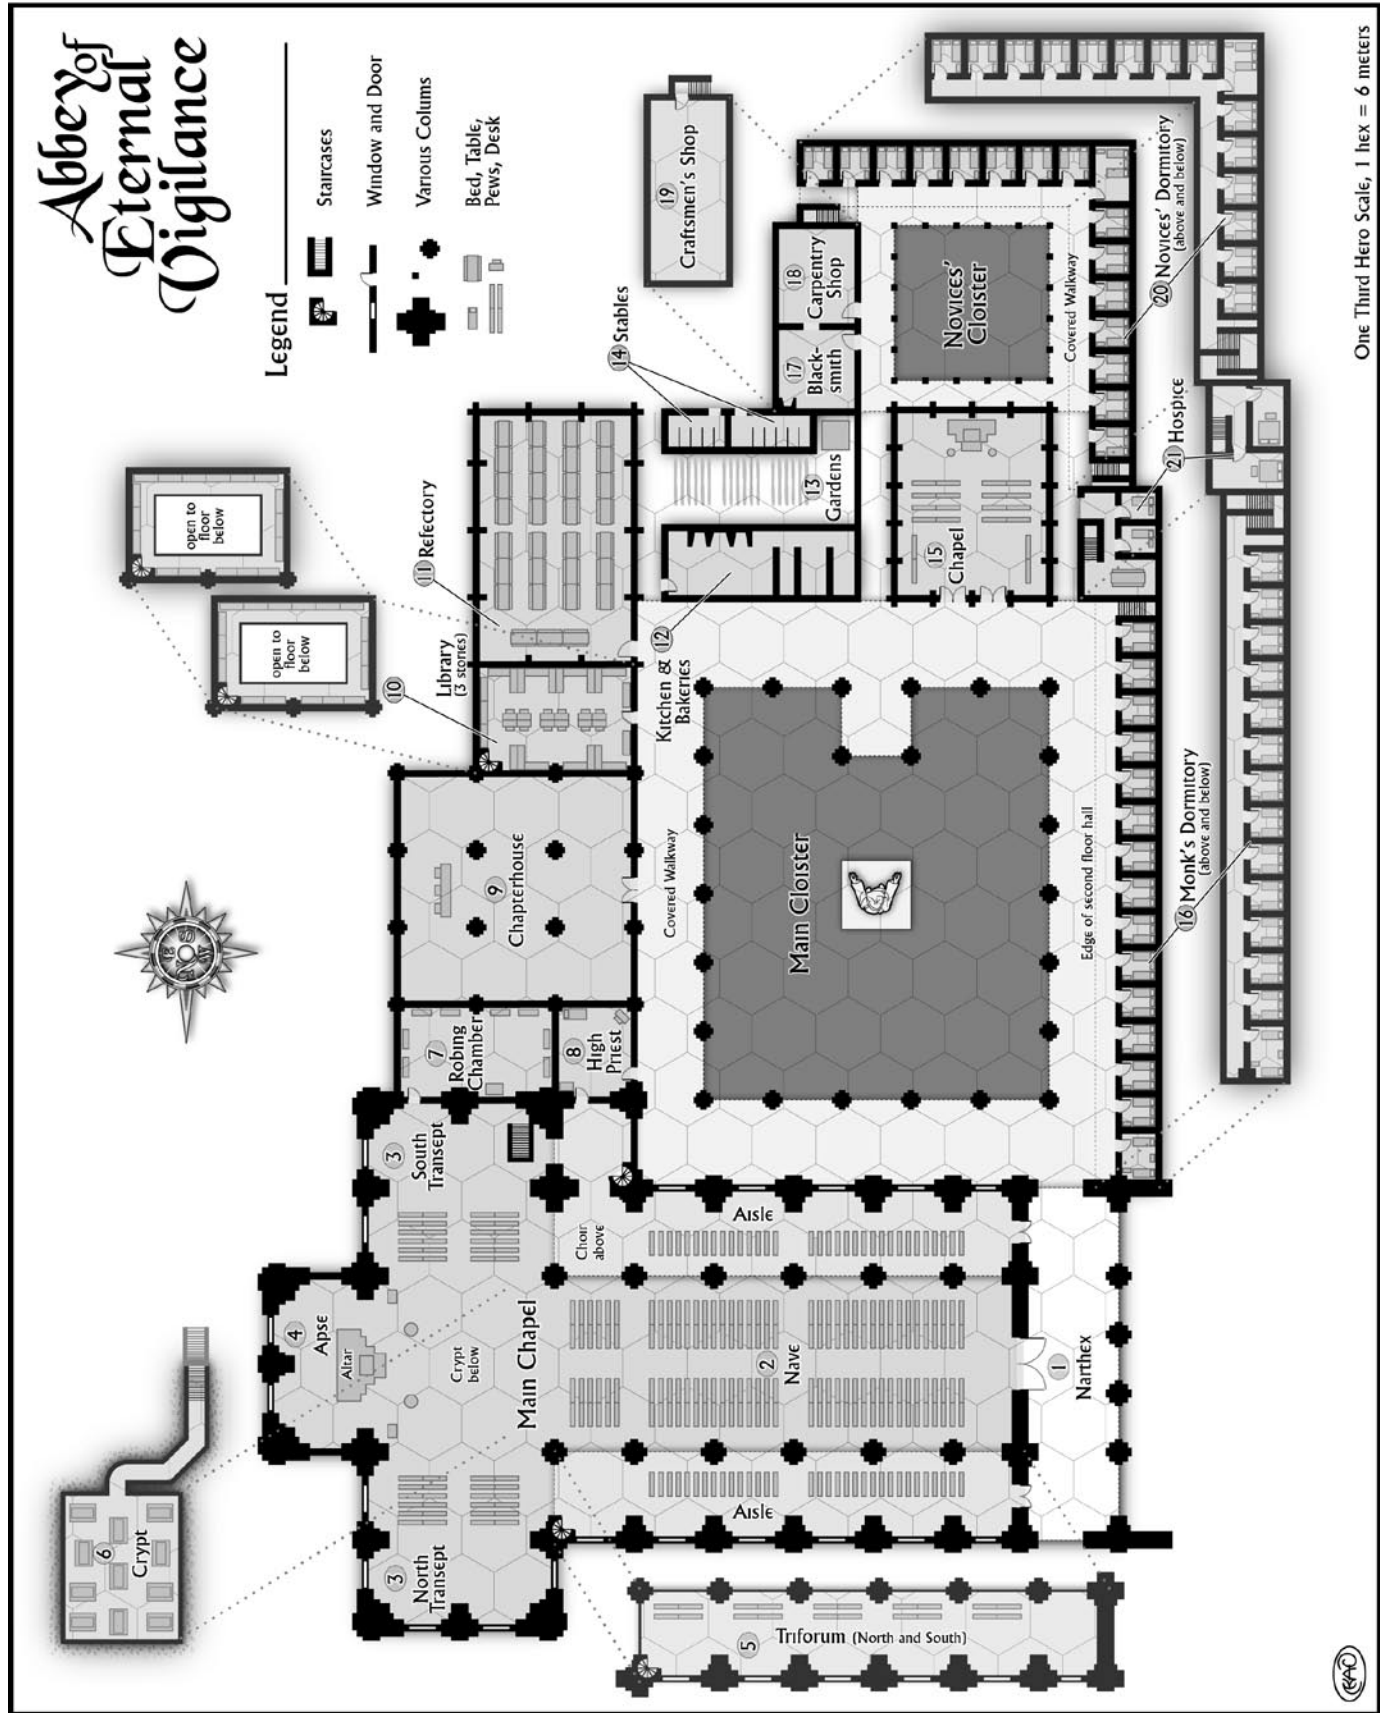 Abbey of
Eternal
Vigilance
Legend
Staircases
Window and Door
Various Colums
Bed, Table,
Pews, Desk
N
E
S
W
6
Crypt
4
Apse
Altar
3
North
Transept
Crypt
below
3
South
Transept
Main Chapel
Choir
above
Aisle
2
Nave
Aisle
1
Narthex
5
Triforum (North and South)
7
Robing
Chamber
8
High
Priest
9
Chapterhouse
open to
floor
below
open to
floor
below
10
Library
(3 stories)
11 Refectory
12
Kitchen &
Bakeries
Covered Walkway
Main Cloister
Edge of second floor hall
13
Gardens
14 Stables
15
Chapel
16 Monk's Dormitory
(above and below)
17
Black-
smith
18
Carpentry
Shop
19
Craftsmen's Shop
Novices'
Cloister
Covered Walkway
20 Novices' Dormitory
(above and below)
21 Hospice
One Third Hero Scale, 1 hex = 6 meters